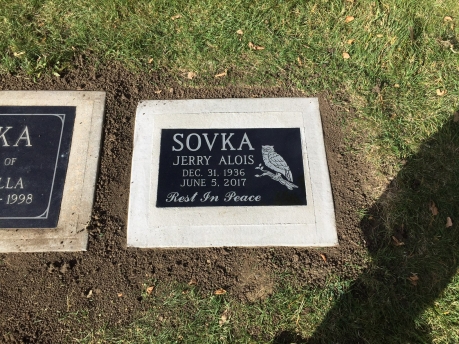 KA
OF
LLA
- 1998
SOVKA
JERRY ALOIS
DEC. 31, 1936
JUNE 5, 2017
Rest In Peace